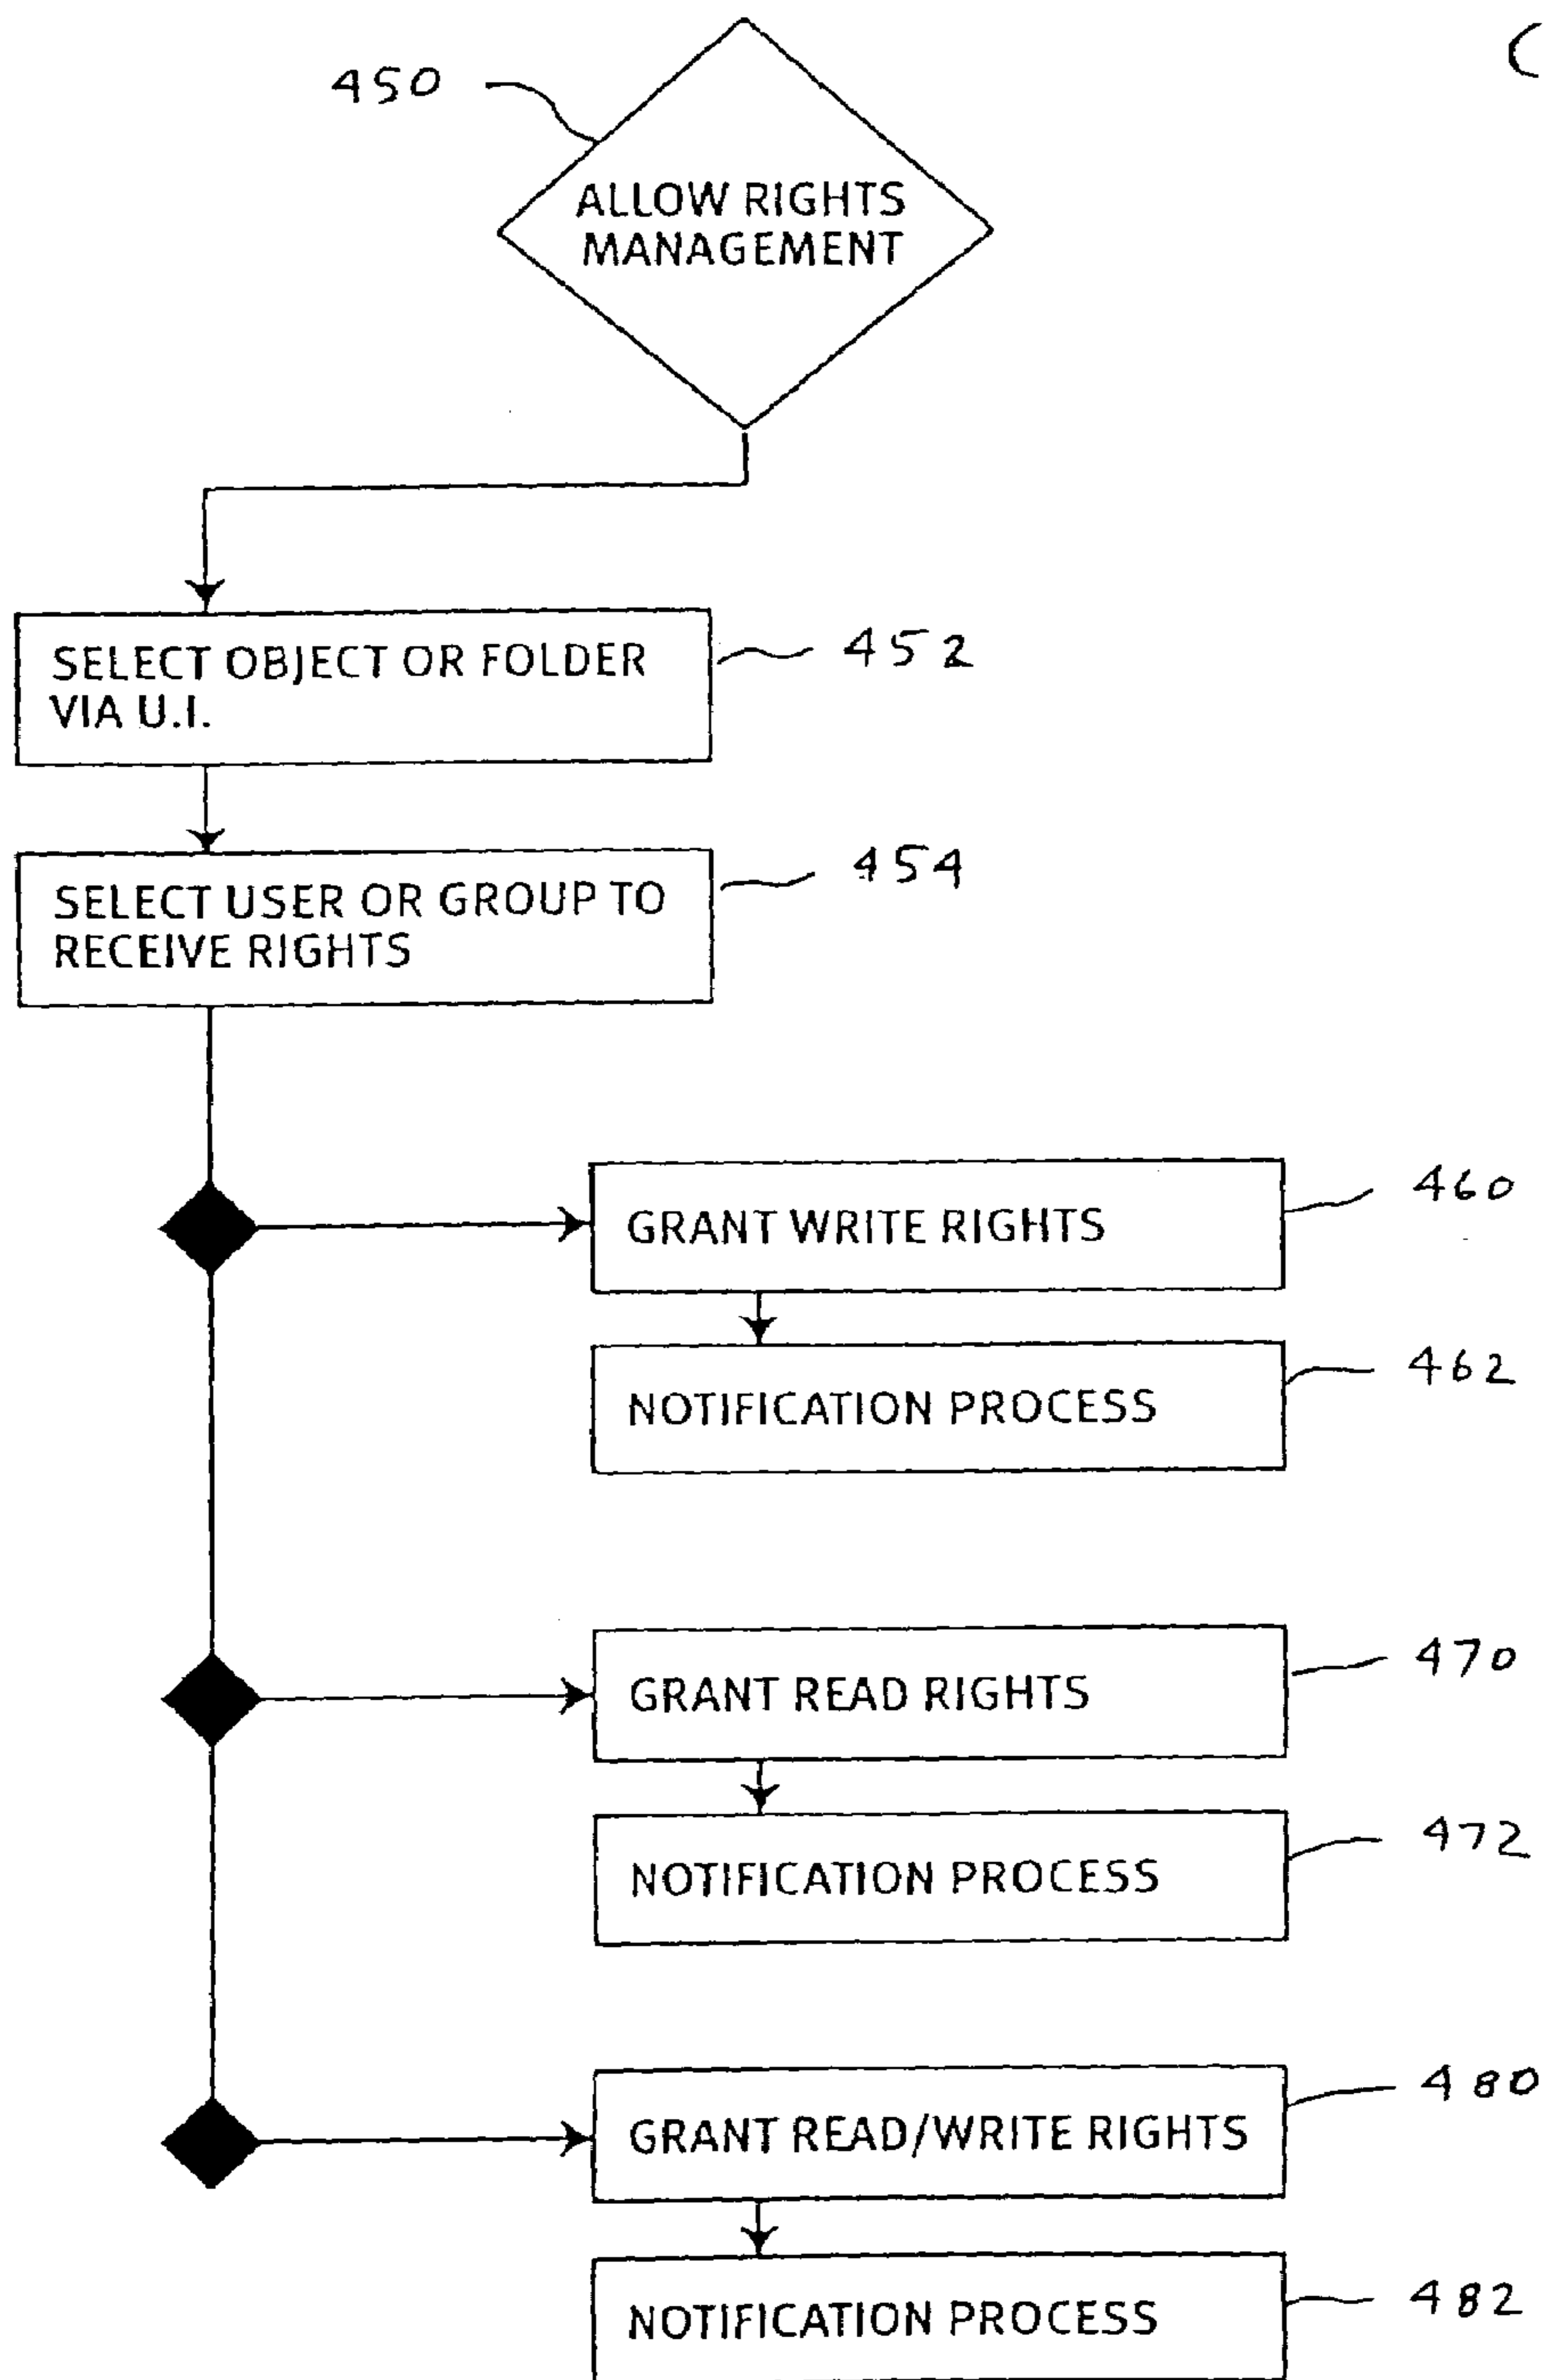 450
ALLOW RIGHTS
MANAGEMENT
SELECT OBJECT OR FOLDER
VIA U.I.
452
SELECT USER OR GROUP TO
RECEIVE RIGHTS
454
GRANT WRITE RIGHTS
460
NOTIFICATION PROCESS
462
GRANT READ RIGHTS
470
NOTIFICATION PROCESS
472
GRANT READ/WRITE RIGHTS
480
NOTIFICATION PROCESS
482